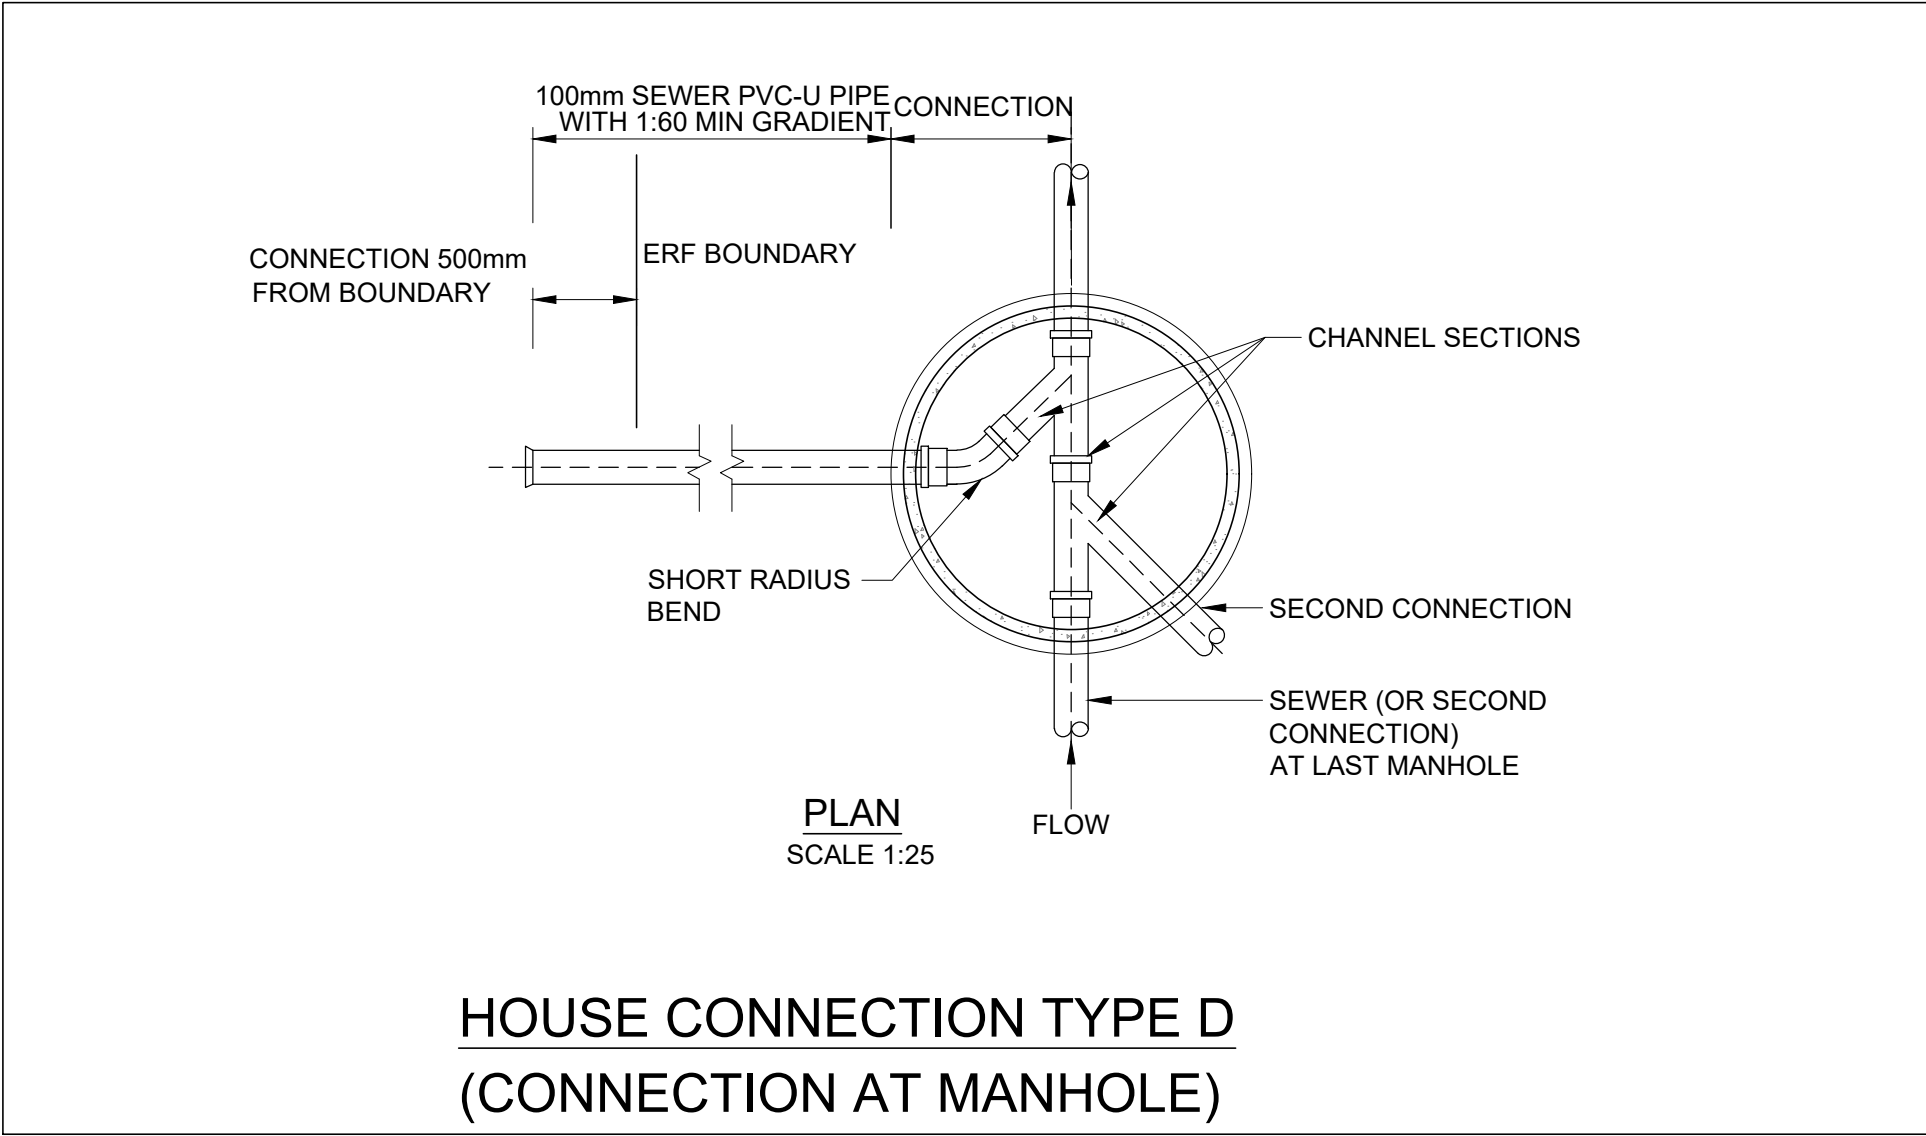 100mm SEWER PVC-U PIPE
WITH 1:60 MIN GRADIENT
CONNECTION
CONNECTION 500mm
FROM BOUNDARY
ERF BOUNDARY
CHANNEL SECTIONS
SHORT RADIUS
BEND
SECOND CONNECTION
SEWER (OR SECOND
CONNECTION)
AT LAST MANHOLE
FLOW
PLAN
SCALE 1:25
HOUSE CONNECTION TYPE D
(CONNECTION AT MANHOLE)